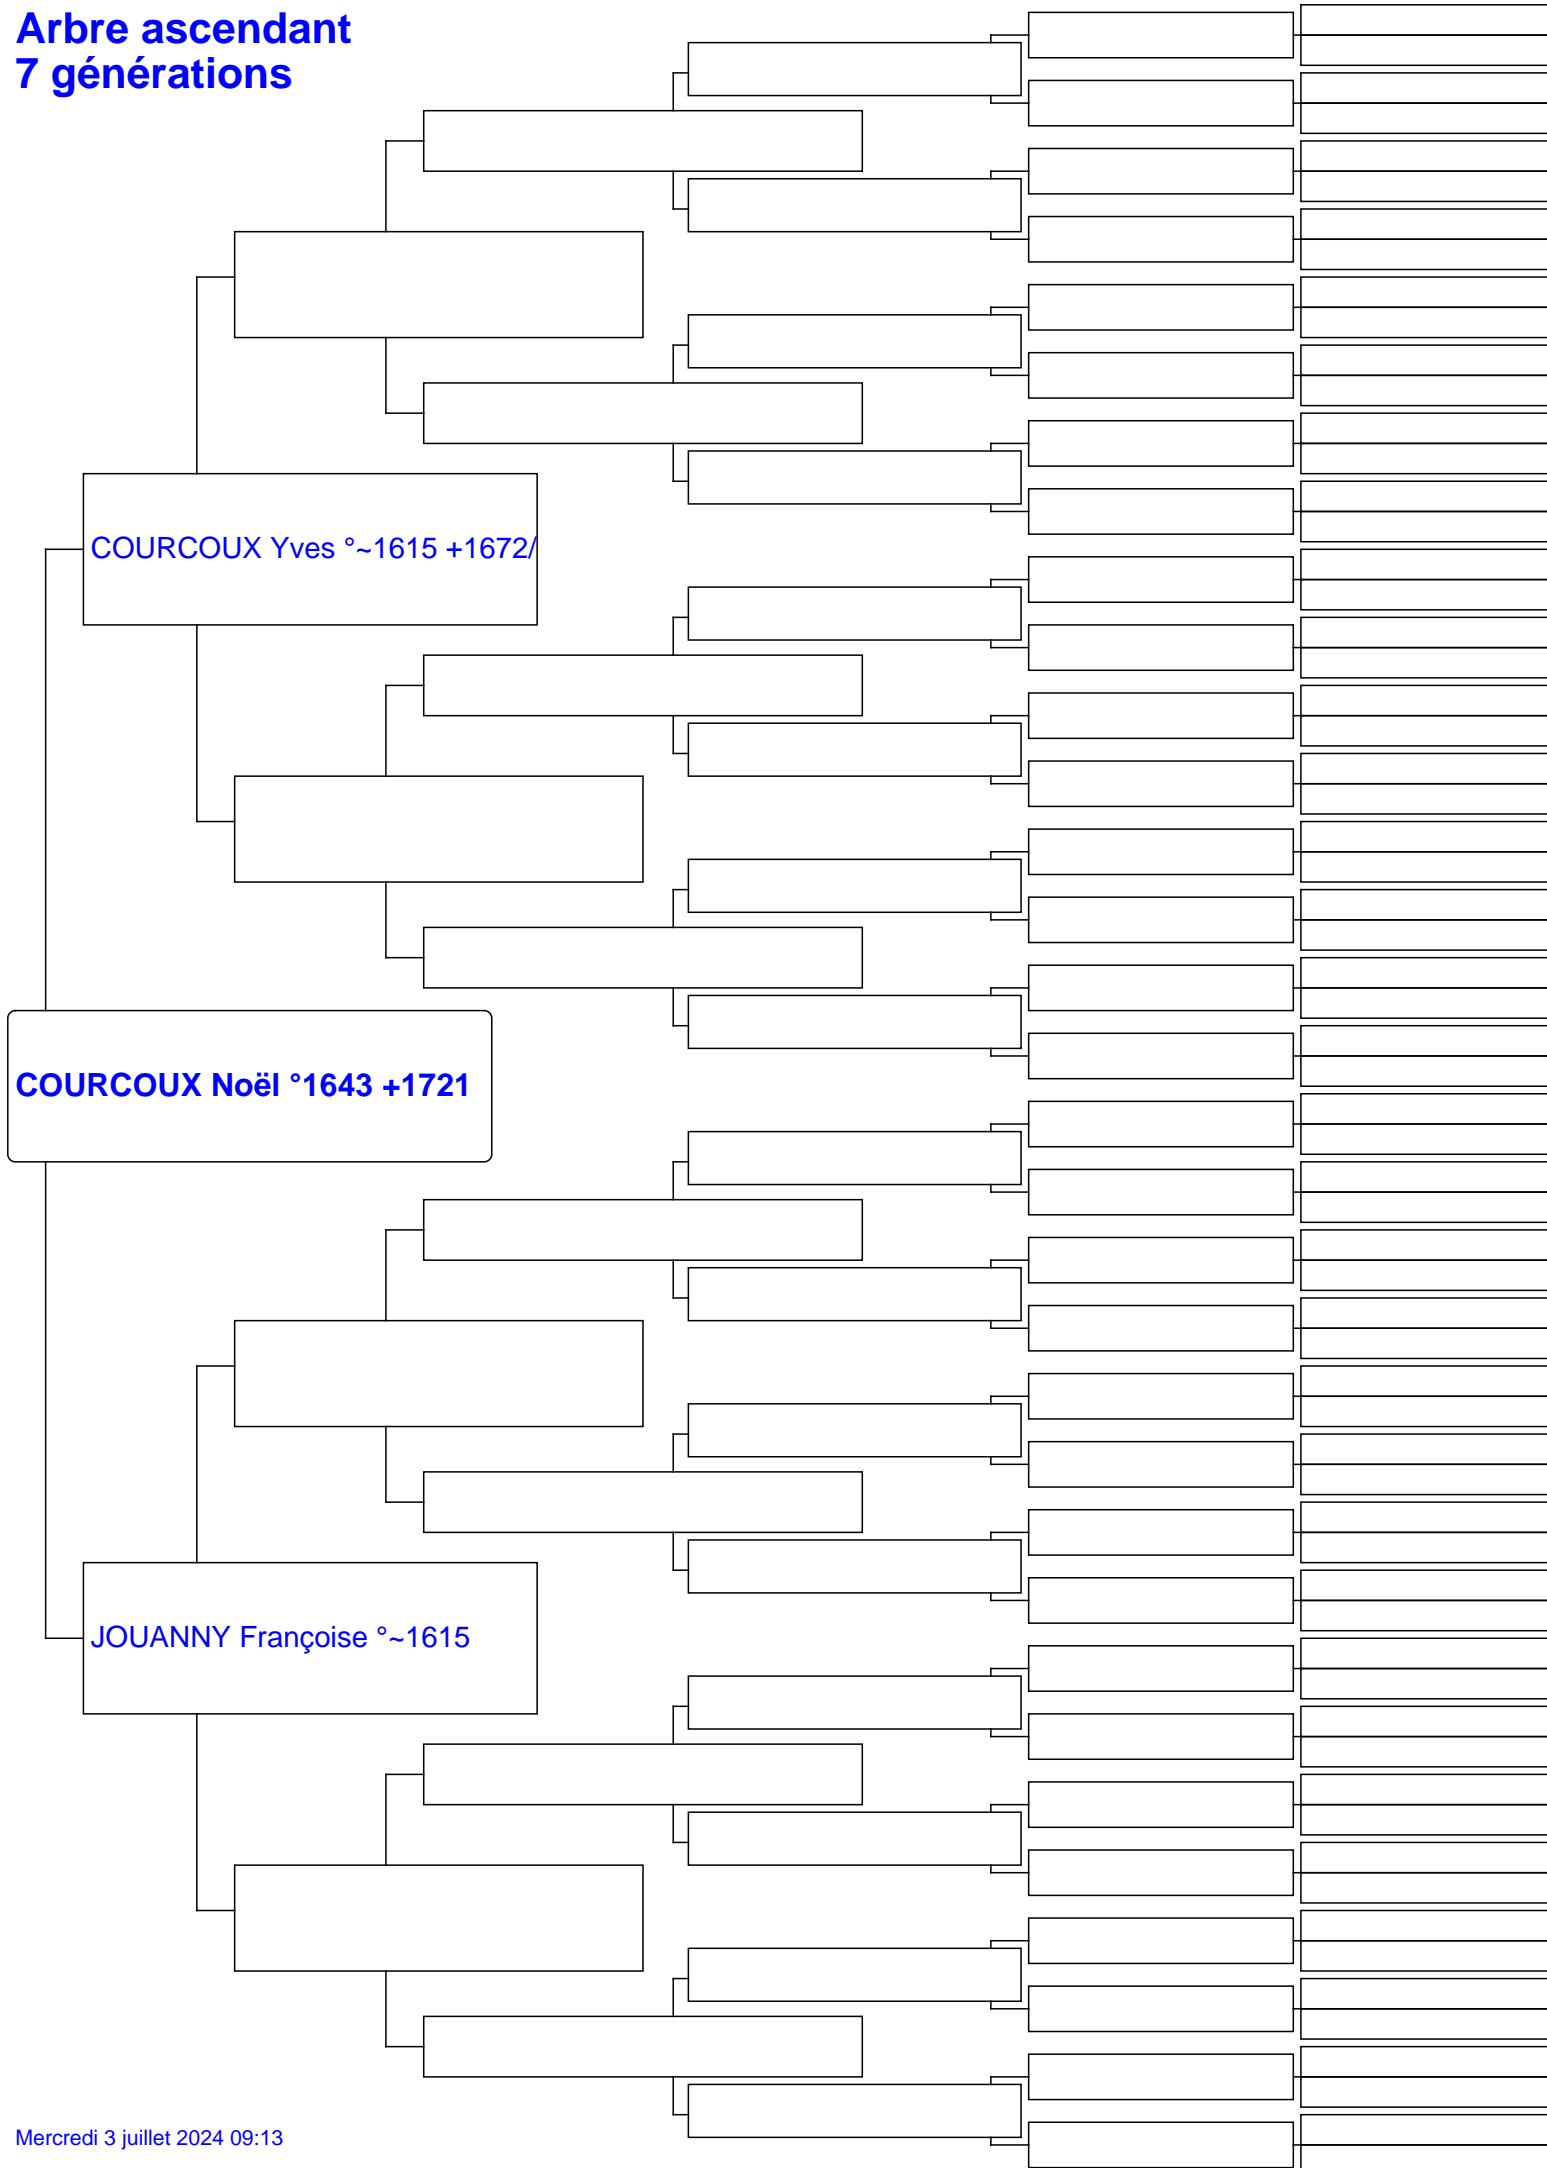 Arbre ascendant
7 générations
COURCOUX Yves °~1615 +1672/
COURCOUX Noël °1643 +1721
JOUANNY Françoise °~1615
Mercredi 3 juillet 2024 09:13